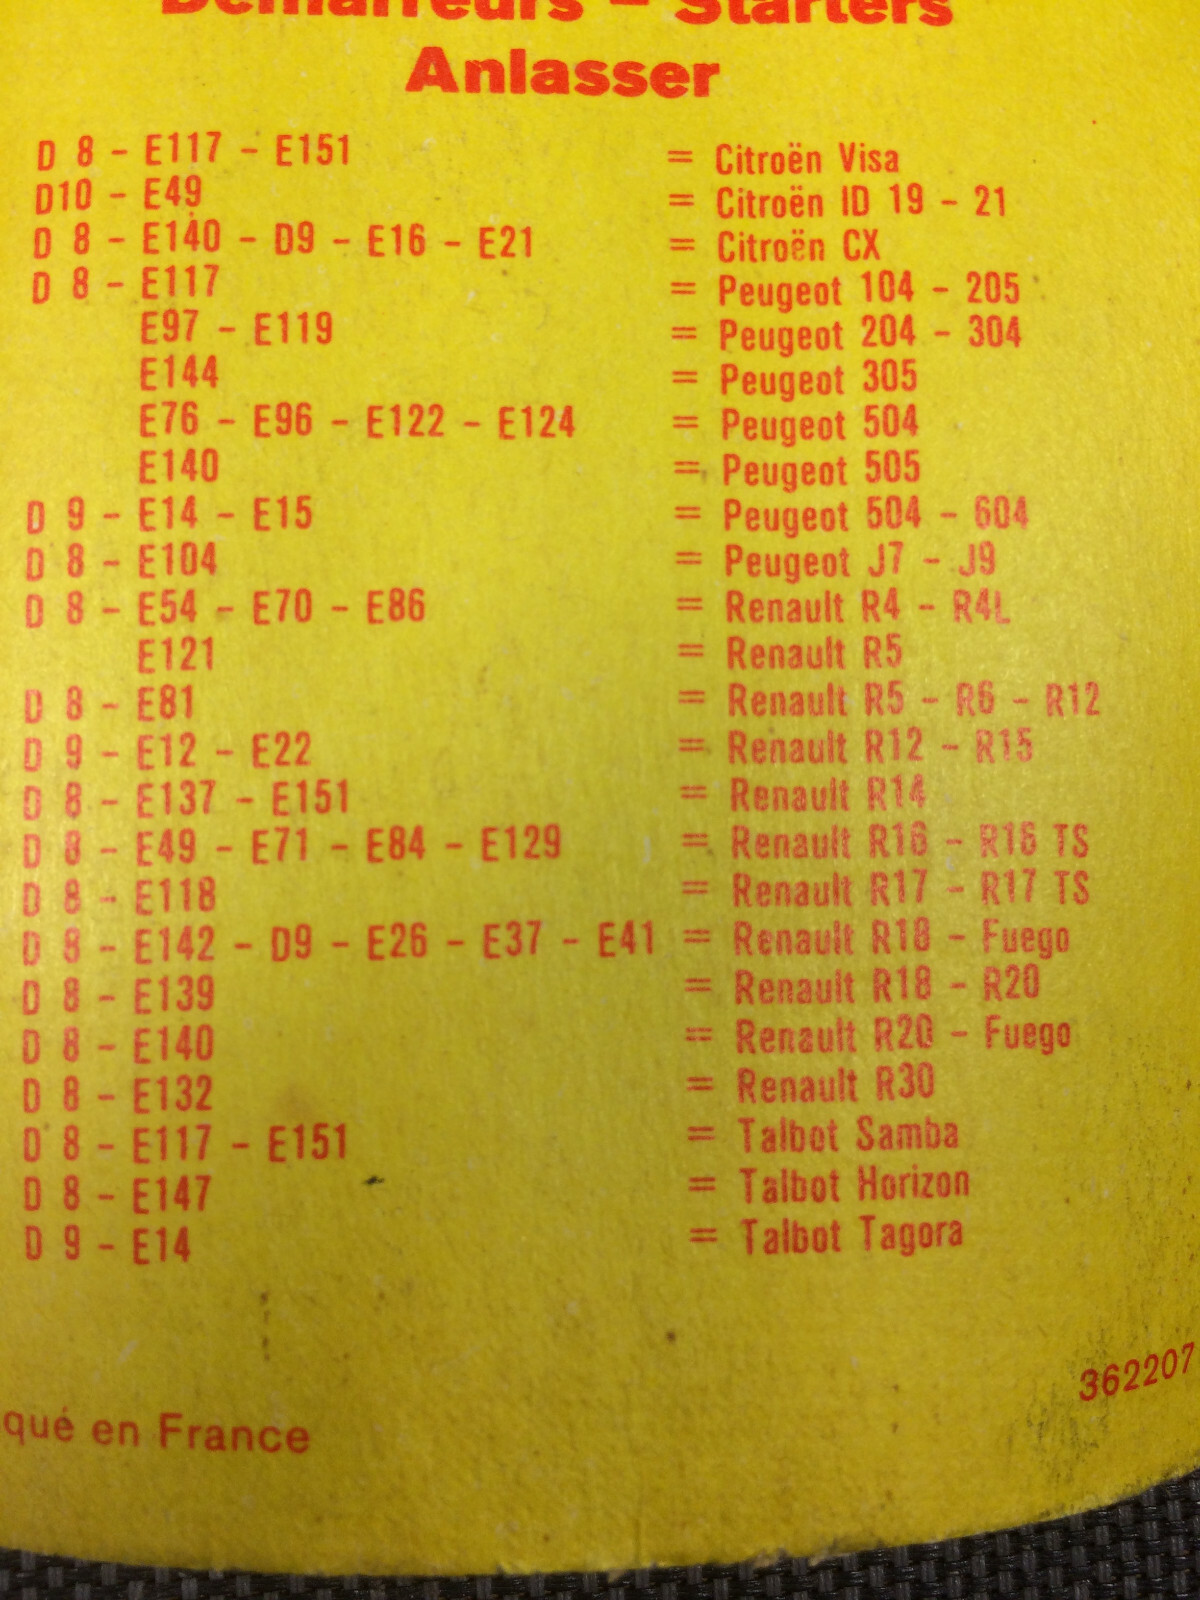 Démarreurs - Starters
Anlasser
D 8 - E117 - E151 = Citroën Visa
D10 - E49 = Citroën ID 19 - 21
D 8 - E140 - D9 - E16 - E21 = Citroën CX
D 8 - E117 = Peugeot 104 - 205
E97 - E119 = Peugeot 204 - 304
E144 = Peugeot 305
E76 - E96 - E122 - E124 = Peugeot 504
E140 = Peugeot 505
D 9 - E14 - E15 = Peugeot 504 - 604
D 8 - E104 = Peugeot J7 - J9
D 8 - E54 - E70 - E86 = Renault R4 - R4L
E121 = Renault R5
D 8 - E81 = Renault R5 - R6 - R12
D 9 - E12 - E22 = Renault R12 - R15
D 8 - E137 - E151 = Renault R14
D 8 - E49 - E71 - E84 - E129 = Renault R16 - R16 TS
D 8 - E118 = Renault R17 - R17 TS
D 8 - E142 - D9 - E26 - E37 - E41 = Renault R18 - Fuego
D 8 - E139 = Renault R18 - R20
D 8 - E140 = Renault R20 - Fuego
D 8 - E132 = Renault R30
D 8 - E117 - E151 = Talbot Samba
D 8 - E147 = Talbot Horizon
D 9 - E14 = Talbot Tagora
362207
qué en France